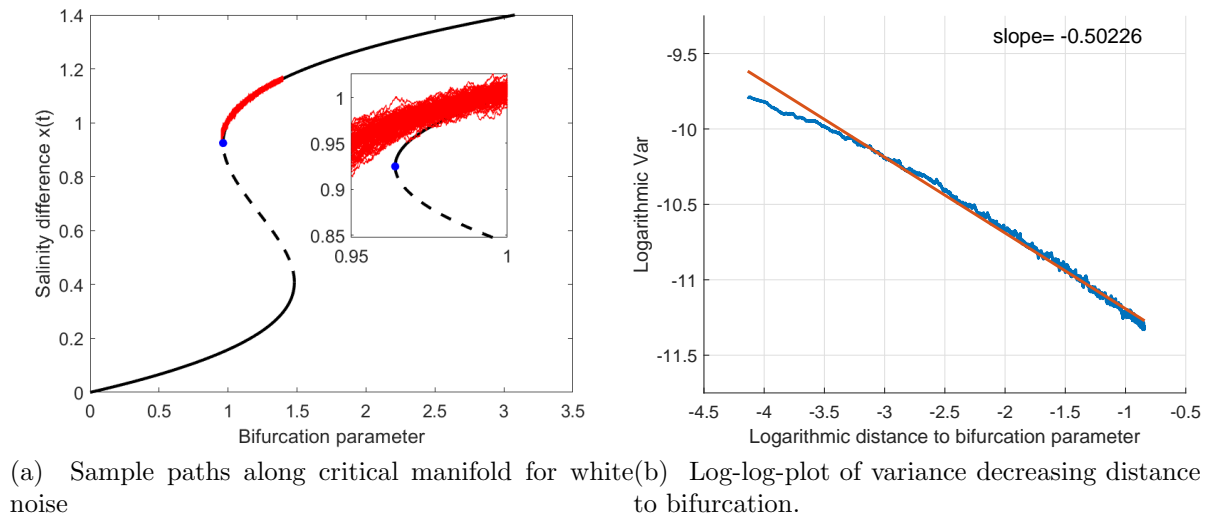 1.4
1.2
1
0.8
0.6
0.4
0.2
0
Salinity difference x(t)
0 0.5 1 1.5 2 2.5 3 3.5
Bifurcation parameter
1
0.95
0.9
0.85
0.95 1
slope= -0.50226
-9.5
-10
-10.5
-11
-11.5
Logarithmic Var
-4.5 -4 -3.5 -3 -2.5 -2 -1.5 -1 -0.5
Logarithmic distance to bifurcation parameter
(a) Sample paths along critical manifold for white
noise
(b) Log-log-plot of variance decreasing distance
to bifurcation.